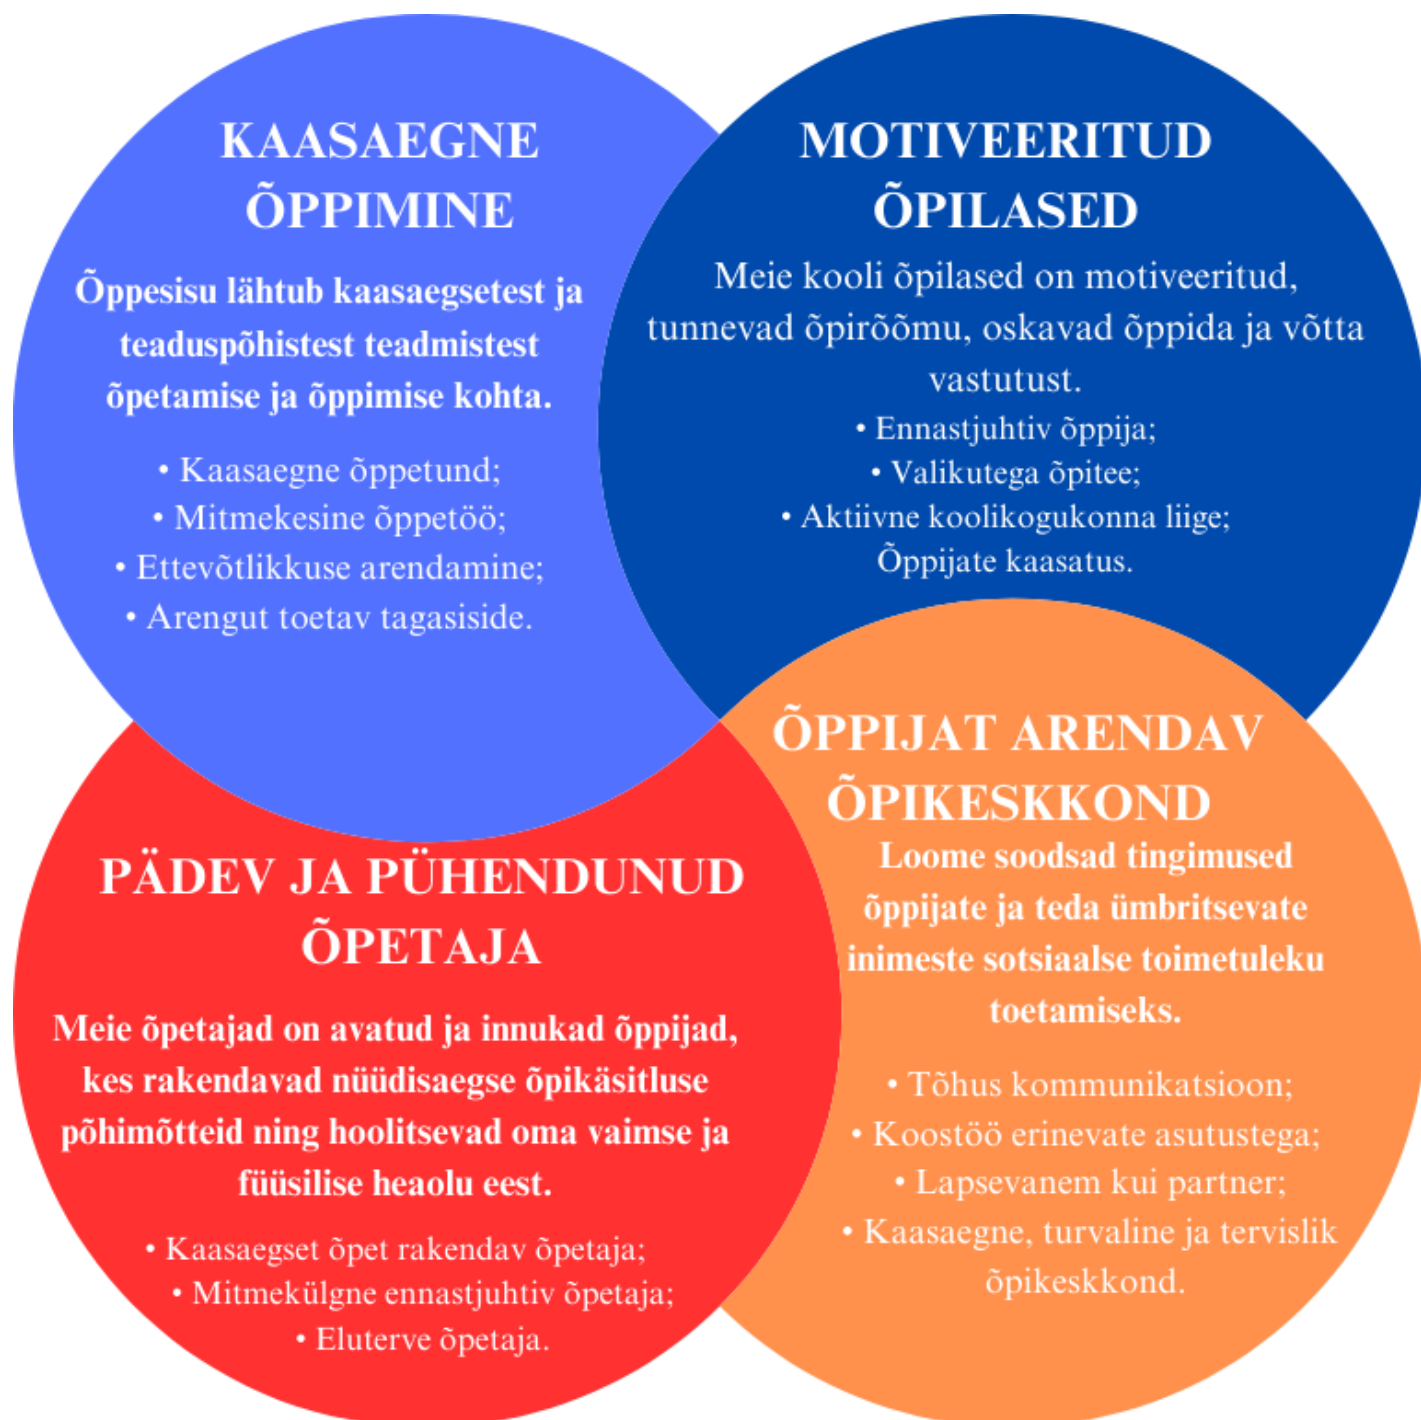 KAASAEGNE
ÕPPIMINE
Õppesisu lähtub kaasaegsetest ja
teaduspõhistest teadmistest
õpetamise ja õppimise kohta.
• Kaasaegne õppetund;
• Mitmekesine õppetöö;
• Ettevõtlikkuse arendamine;
• Arengut toetav tagasiside.
MOTIVEERITUD
ÕPILASED
Meie kooli õpilased on motiveeritud,
tunnevad õpirõõmu, oskavad õppida ja võtta
vastutust.
• Ennastjuhtiv õppija;
• Valikutega õpitee;
• Aktiivne koolikogukonna liige;
Õppijate kaasatus.
PÄDEV JA PÜHENDUNUD
ÕPETAJA
Meie õpetajad on avatud ja innukad õppijad,
kes rakendavad nüüdisaegse õpikäsitluse
põhimõtteid ning hoolitsevad oma vaimse ja
füüsilise heaolu eest.
• Kaasaegset õpet rakendav õpetaja;
• Mitmekülgne ennastjuhtiv õpetaja;
• Eluterve õpetaja.
ÕPPIJAT ARENDAV
ÕPIKESKKOND
Loome soodsad tingimused
õppijate ja teda ümbritsevate
inimeste sotsiaalse toimetuleku
toetamiseks.
• Tõhus kommunikatsioon;
• Koostöö erinevate asutustega;
• Lapsevanem kui partner;
• Kaasaegne, turvaline ja tervislik
õpikeskkond.